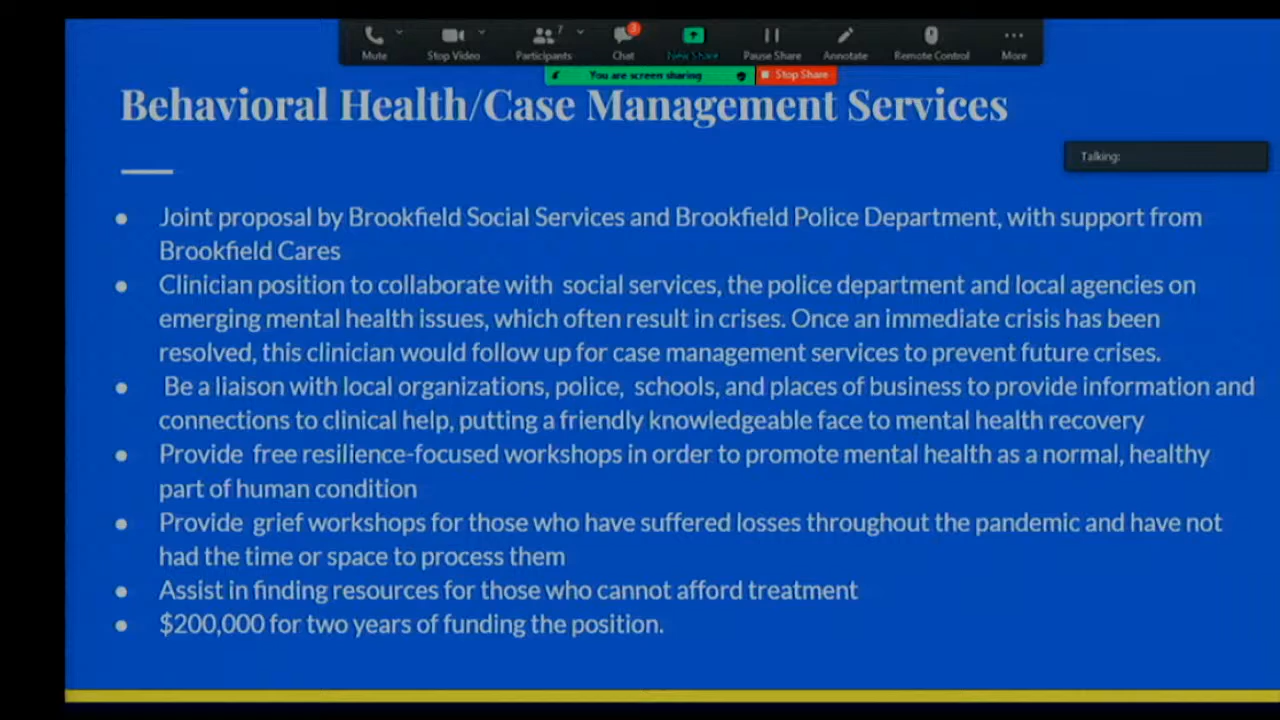 Mute
Stop Video
Participants
7
Chat
3
New Share
Pause Share
Annotate
Remote Control
More
You are screen sharing
Stop Share
Behavioral Health/Case Management Services
Talking:
● Joint proposal by Brookfield Social Services and Brookfield Police Department, with support from
Brookfield Cares
● Clinician position to collaborate with social services, the police department and local agencies on
emerging mental health issues, which often result in crises. Once an immediate crisis has been
resolved, this clinician would follow up for case management services to prevent future crises.
● Be a liaison with local organizations, police, schools, and places of business to provide information and
connections to clinical help, putting a friendly knowledgeable face to mental health recovery
● Provide free resilience-focused workshops in order to promote mental health as a normal, healthy
part of human condition
● Provide grief workshops for those who have suffered losses throughout the pandemic and have not
had the time or space to process them
● Assist in finding resources for those who cannot afford treatment
● $200,000 for two years of funding the position.